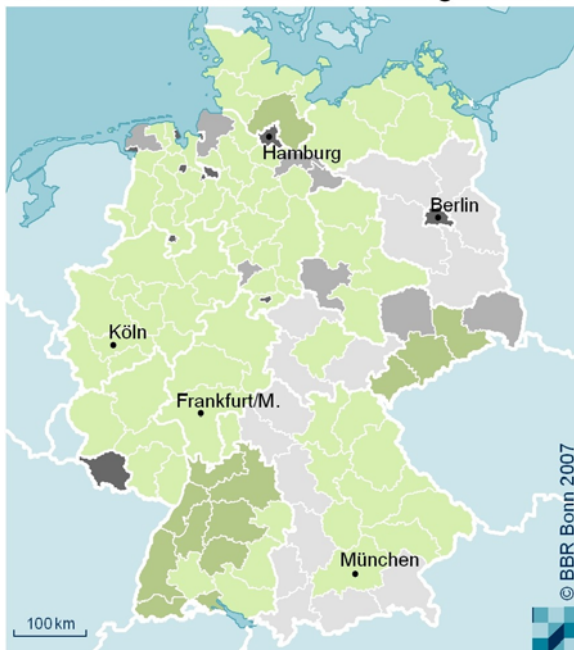 Hamburg
Berlin
Köln
Frankfurt/M.
München
100 km
© BBR Bonn 2007